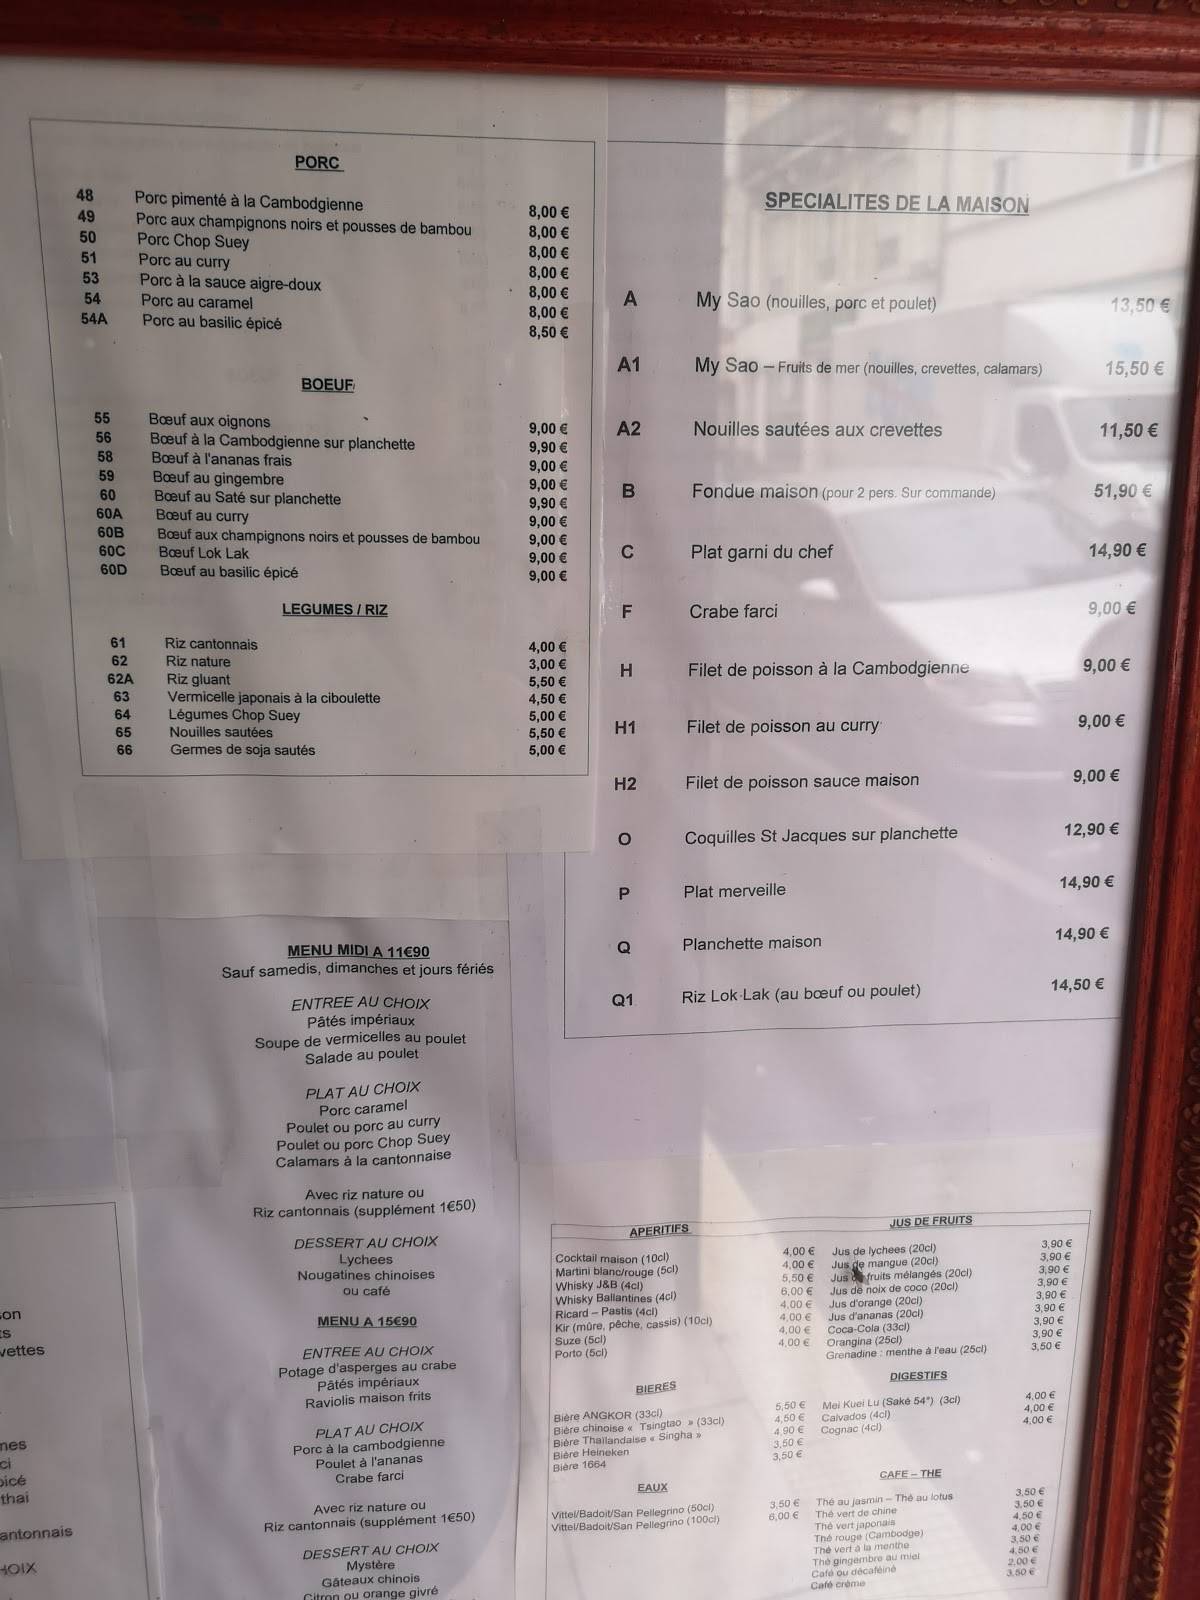 PORC
48 Porc pimenté à la Cambodgienne 8,00 €
49 Porc aux champignons noirs et pousses de bambou 8,00 €
50 Porc Chop Suey 8,00 €
51 Porc au curry 8,00 €
53 Porc à la sauce aigre-doux 8,00 €
54 Porc au caramel 8,00 €
54A Porc au basilic épicé 8,50 €
BOEUF
55 Bœuf aux oignons 9,00 €
56 Bœuf à la Cambodgienne sur planchette 9,90 €
58 Bœuf à l'ananas frais 9,00 €
59 Bœuf au gingembre 9,00 €
60 Bœuf au Saté sur planchette 9,90 €
60A Bœuf au curry 9,00 €
60B Bœuf aux champignons noirs et pousses de bambou 9,00 €
60C Bœuf Lok Lak 9,00 €
60D Bœuf au basilic épicé 9,00 €
LEGUMES / RIZ
61 Riz cantonnais 4,00 €
62 Riz nature 3,00 €
62A Riz gluant 5,50 €
63 Vermicelle japonais à la ciboulette 4,50 €
64 Légumes Chop Suey 5,00 €
65 Nouilles sautées 5,50 €
66 Germes de soja sautés 5,00 €
SPECIALITES DE LA MAISON
A My Sao (nouilles, porc et poulet) 13,50 €
A1 My Sao – Fruits de mer (nouilles, crevettes, calamars) 15,50 €
A2 Nouilles sautées aux crevettes 11,50 €
B Fondue maison (pour 2 pers. Sur commande) 51,90 €
C Plat garni du chef 14,90 €
F Crabe farci 9,00 €
H Filet de poisson à la Cambodgienne 9,00 €
H1 Filet de poisson au curry 9,00 €
H2 Filet de poisson sauce maison 9,00 €
O Coquilles St Jacques sur planchette 12,90 €
P Plat merveille 14,90 €
Q Planchette maison 14,90 €
Q1 Riz Lok Lak (au bœuf ou poulet) 14,50 €
MENU MIDI A 11€90
Sauf samedis, dimanches et jours fériés
ENTREE AU CHOIX
Pâtés impériaux
Soupe de vermicelles au poulet
Salade au poulet
PLAT AU CHOIX
Porc caramel
Poulet ou porc au curry
Poulet ou porc Chop Suey
Calamars à la cantonnaise
Avec riz nature ou
Riz cantonnais (supplément 1€50)
DESSERT AU CHOIX
Lychees
Nougatines chinoises
ou café
MENU A 15€90
ENTREE AU CHOIX
Potage d'asperges au crabe
Pâtés impériaux
Raviolis maison frits
PLAT AU CHOIX
Porc à la cambodgienne
Poulet à l'ananas
Crabe farci
Avec riz nature ou
Riz cantonnais (supplément 1€50)
DESSERT AU CHOIX
Mystère
Gâteaux chinois
Citron ou orange givré
vettes
thai
antonnais
APERITIFS
Cocktail maison (10cl) 4,00 €
Martini blanc/rouge (5cl) 4,00 €
Whisky J&B (4cl) 5,50 €
Whisky Ballantines (4cl) 6,00 €
Ricard – Pastis (4cl) 4,00 €
Kir (mûre, pêche, cassis) (10cl) 4,00 €
Suze (5cl) 4,00 €
Porto (5cl) 4,00 €
BIERES
Bière ANGKOR (33cl) 5,50 €
Bière chinoise « Tsingtao » (33cl) 4,50 €
Bière Thaïlandaise « Singha » 4,90 €
Bière Heineken 3,50 €
Bière 1664 3,50 €
EAUX
Vittel/Badoit/San Pellegrino (50cl) 3,50 €
Vittel/Badoit/San Pellegrino (100cl) 6,00 €
JUS DE FRUITS
Jus de lychees (20cl) 3,90 €
Jus de mangue (20cl) 3,90 €
Jus de fruits mélangés (20cl) 3,90 €
Jus de noix de coco (20cl) 3,90 €
Jus d'orange (20cl) 3,90 €
Jus d'ananas (20cl) 3,90 €
Coca-Cola (33cl) 3,90 €
Orangina (25cl) 3,90 €
Grenadine : menthe à l'eau (25cl) 3,50 €
DIGESTIFS
Mei Kuei Lu (Saké 54°) (3cl) 4,00 €
Calvados (4cl) 4,00 €
Cognac (4cl) 4,00 €
CAFE – THE
Thé au jasmin – Thé au lotus 3,50 €
Thé vert de chine 3,50 €
Thé vert japonais 4,50 €
Thé rouge (Cambodge) 4,00 €
Thé vert à la menthe 3,50 €
Thé gingembre au miel 4,50 €
Café ou décaféiné 2,00 €
Café crème 3,50 €